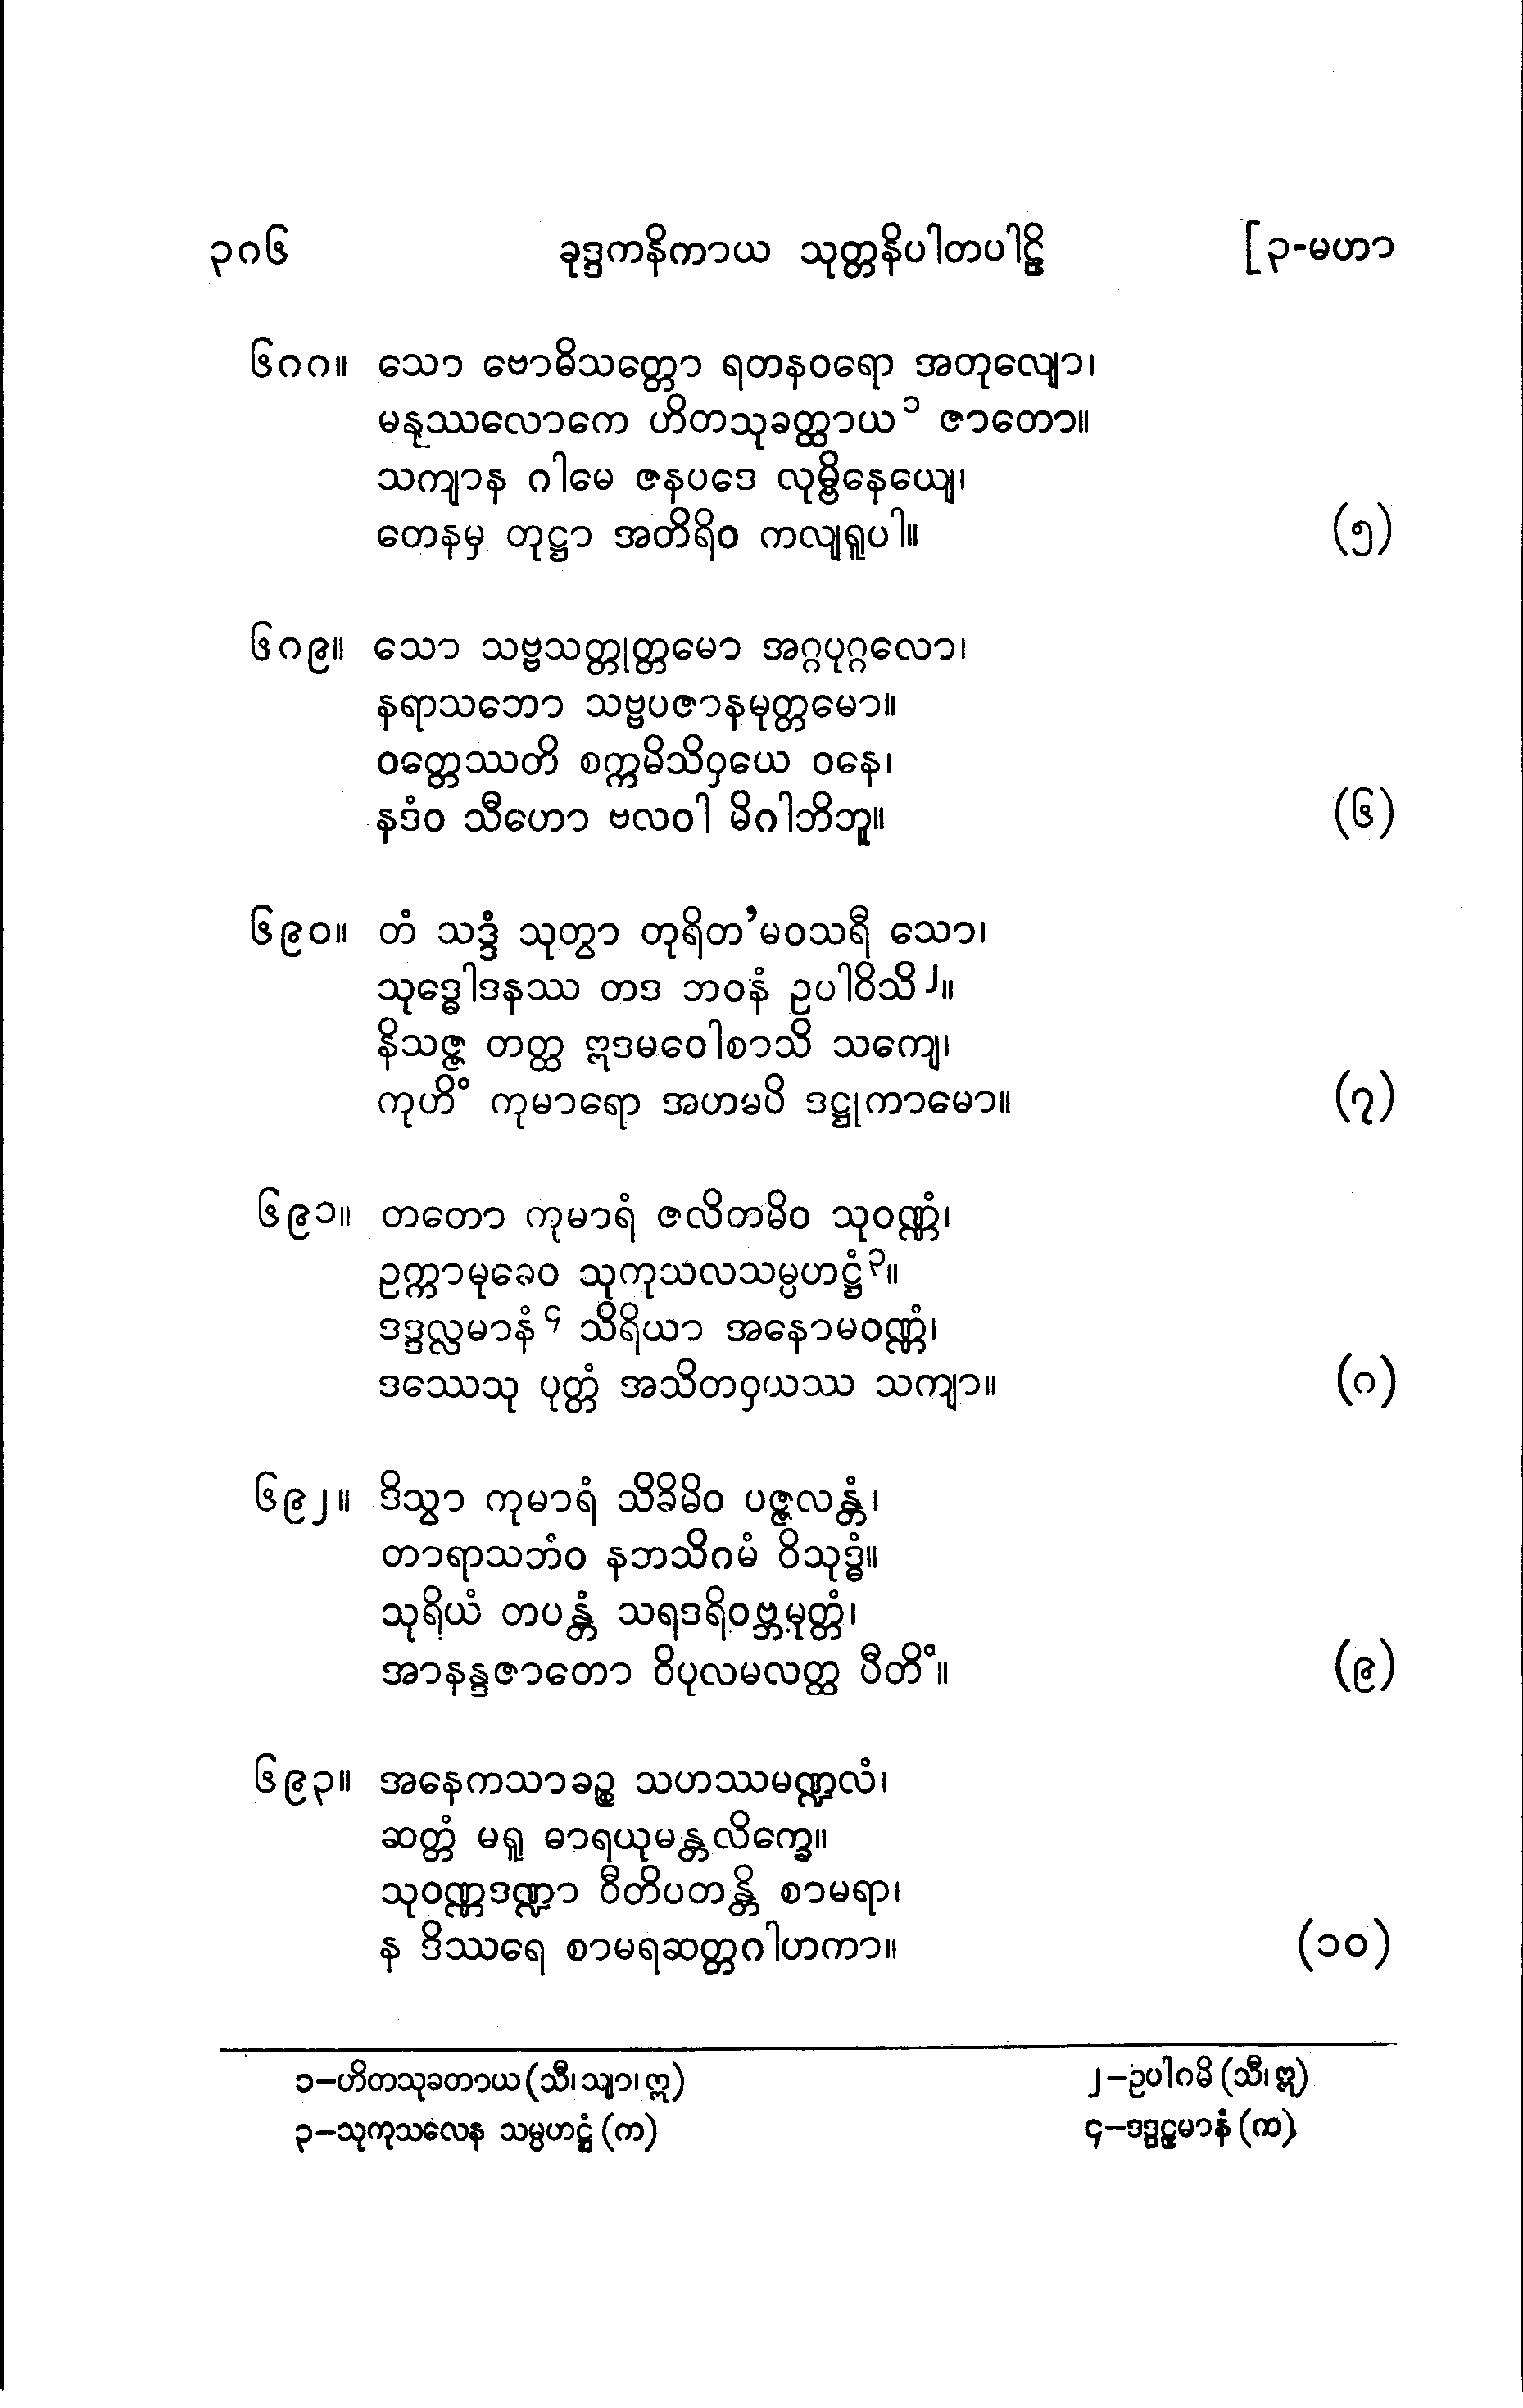 ၃၈၆ ခုဒ္ဒကနိကာယ သုတ္တနိပါတပါဠိ [၃-မဟာ
၆၈၈။ သော ဗောဓိသတ္တော ရတနဝရော အတုလျော၊
မနုဿလောကေ ဟိတသုခတ္ထာယ၁ ဇာတော။
သကျာန ဂါမေ ဇနပဒေ လုမ္ဗိနေယျေ၊
တေနမှ တုဋ္ဌာ အတိရိဝ ကလျရူပါ။ (၅)
၆၈၉။ သော သဗ္ဗသတ္တုတ္တမော အဂ္ဂပုဂ္ဂလော၊
နရာသဘော သဗ္ဗပဇာနမုတ္တမော။
ဝတ္တေဿတိ စက္ကမိသိဝှယေ ဝနေ၊
နဒံဝ သီဟော ဗလဝါ မိဂါဘိဘူ။ (၆)
၆၉၀။ တံ သဒ္ဒံ သုတွာ တုရိတ’မဝသရီ သော၊
သုဒ္ဓေါဒနဿ တဒ ဘဝနံ ဥပါဝိသိ၂။
နိသဇ္ဇ တတ္ထ ဣဒမဝေါစာသိ သကျေ၊
ကုဟိံ ကုမာရော အဟမပိ ဒဋ္ဌုကာမော။ (၇)
၆၉၁။ တတော ကုမာရံ ဇလိတမိဝ သုဝဏ္ဏံ၊
ဥက္ကာမုခေဝ သုကုသလသမ္ပဟဋ္ဌံ၃။
ဒဒ္ဒလ္လမာနံ၄ သိရိယာ အနောမဝဏ္ဏံ၊
ဒဿေသု ပုတ္တံ အသိတဝှယဿ သကျာ။ (၈)
၆၉၂။ ဒိသွာ ကုမာရံ သိခိမိဝ ပဇ္ဇလန္တံ၊
တာရာသဘံဝ နဘသိဂမံ ဝိသုဒ္ဓံ။
သုရိယံ တပန္တံ သရဒရိဝဗ္ဘမုတ္တံ၊
အာနန္ဒဇာတော ဝိပုလမလတ္ထ ပီတိံ။ (၉)
၆၉၃။ အနေကသာခဉ္စ သဟဿမဏ္ဍလံ၊
ဆတ္တံ မရူ ဓာရယုမန္တလိက္ခေ။
သုဝဏ္ဏဒဏ္ဍာ ဝီတိပတန္တိ စာမရာ၊
န ဒိဿရေ စာမရဆတ္တဂါဟကာ။ (၁၀)
၁–ဟိတသုခတာယ (သီ၊ သျာ၊ ဣ) ၂–ဥပါဂမိ (သီ၊ ဣ)
၃–သုကုသလေန သမ္ပဟဋ္ဌံ (က) ၄–ဒဒ္ဒဠှမာနံ (က)